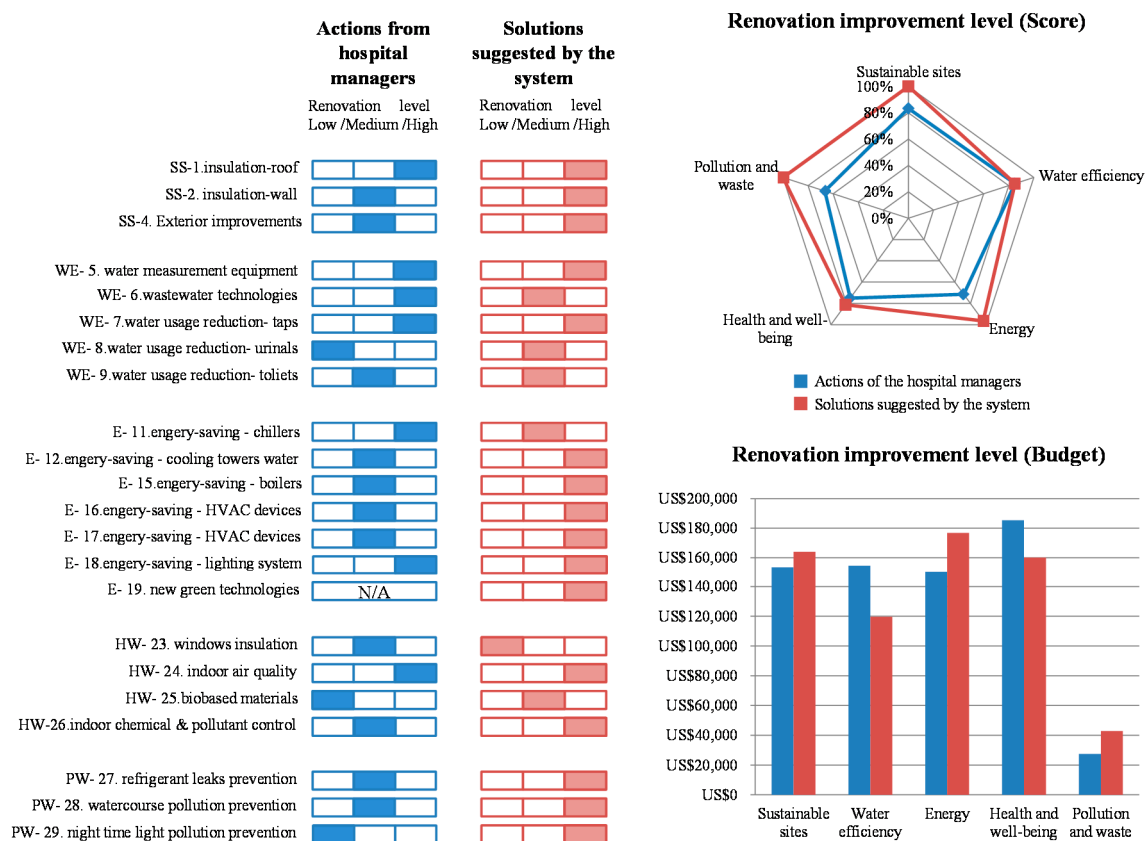 Actions from
hospital
managers
Renovation level
Low /Medium /High
Solutions
suggested by the
system
Renovation level
Low /Medium /High
SS-1.insulation-roof
SS-2. insulation-wall
SS-4. Exterior improvements
WE- 5. water measurement equipment
WE- 6.wastewater technologies
WE- 7.water usage reduction- taps
WE- 8.water usage reduction- urinals
WE- 9.water usage reduction- toliets
E- 11.engery-saving - chillers
E- 12.engery-saving - cooling towers water
E- 15.engery-saving - boilers
E- 16.engery-saving - HVAC devices
E- 17.engery-saving - HVAC devices
E- 18.engery-saving - lighting system
E- 19. new green technologies
N/A
HW- 23. windows insulation
HW- 24. indoor air quality
HW- 25.biobased materials
HW-26.indoor chemical & pollutant control
PW- 27. refrigerant leaks prevention
PW- 28. watercourse pollution prevention
PW- 29. night time light pollution prevention
Renovation improvement level (Score)
Sustainable sites
100%
80%
60%
40%
20%
0%
Water efficiency
Energy
Health and well-
being
Pollution and
waste
Actions of the hospital managers
Solutions suggested by the system
Renovation improvement level (Budget)
US$200,000
US$180,000
US$160,000
US$140,000
US$120,000
US$100,000
US$80,000
US$60,000
US$40,000
US$20,000
US$0
Sustainable
sites
Water
efficiency
Energy
Health and
well-being
Pollution
and waste